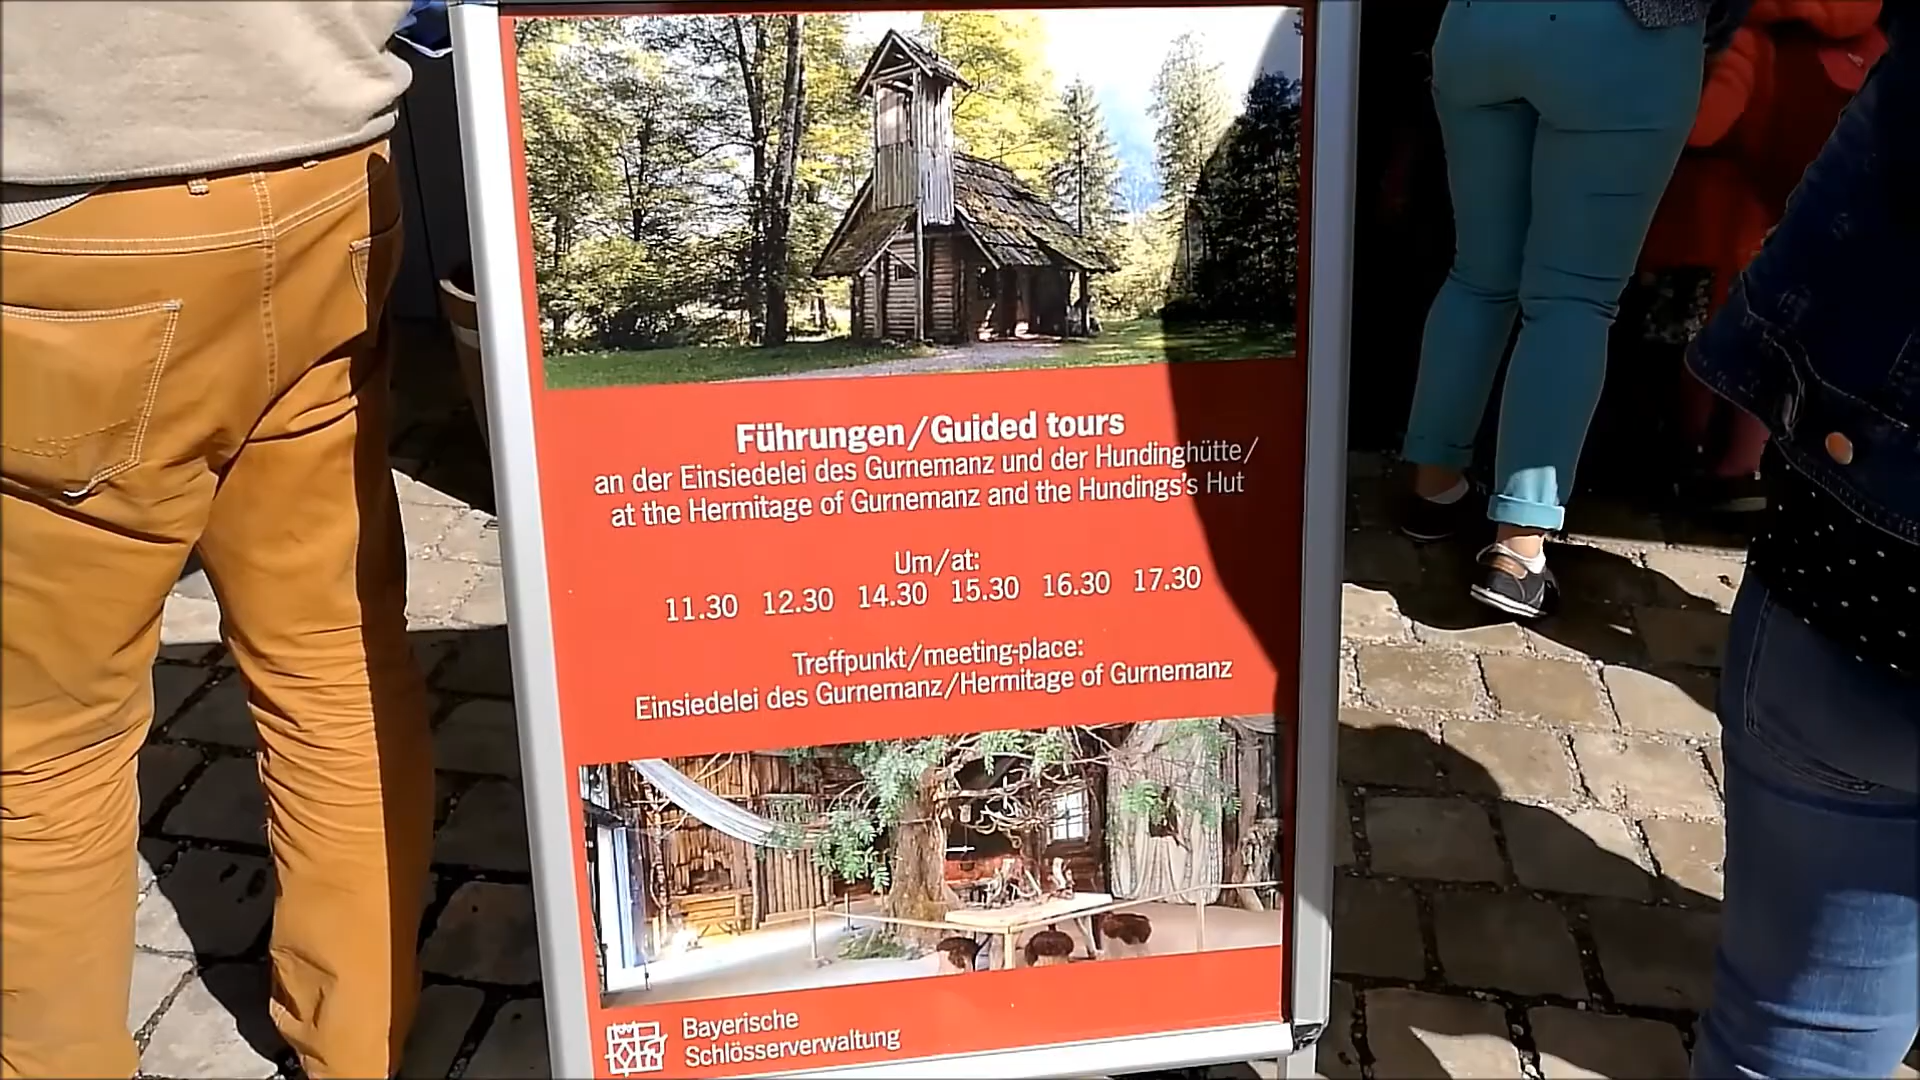 Führungen/Guided tours
an der Einsiedelei des Gurnemanz und der Hundinghütte/
at the Hermitage of Gurnemanz and the Hundings's Hut
Um/at:
11.30 12.30 14.30 15.30 16.30 17.30
Treffpunkt/meeting-place:
Einsiedelei des Gurnemanz/Hermitage of Gurnemanz
Bayerische
Schlösserverwaltung